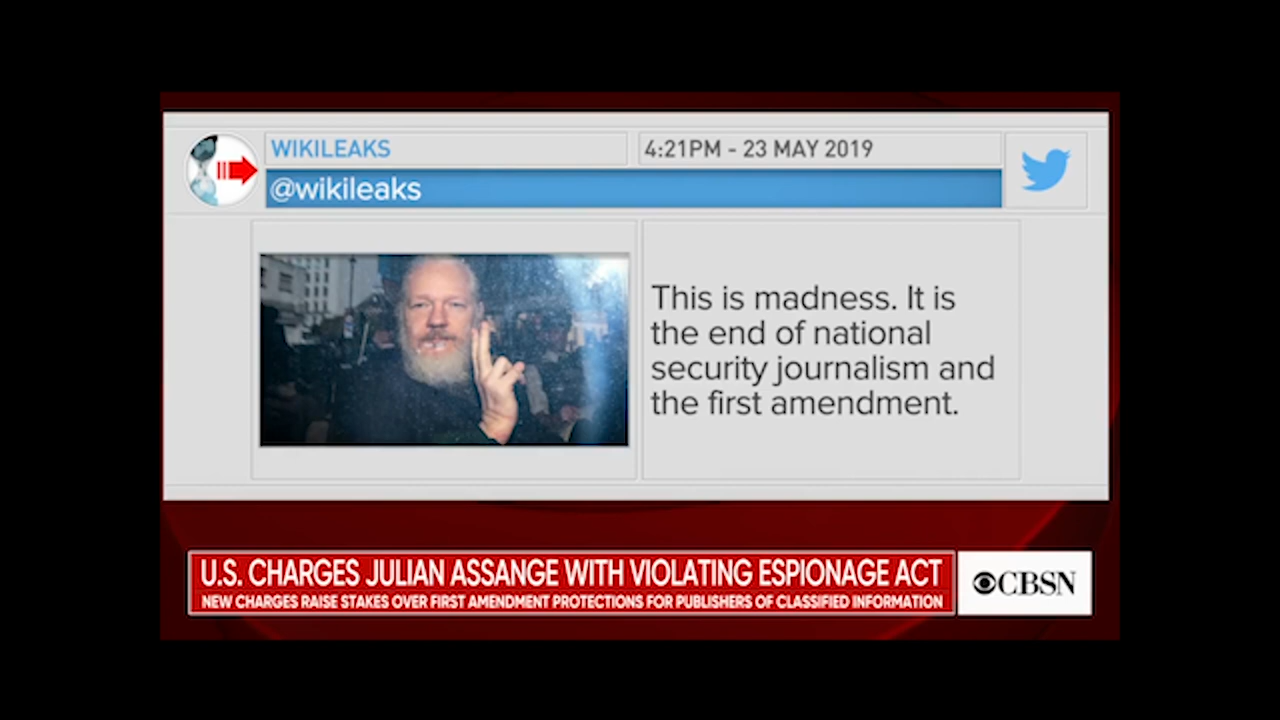 WIKILEAKS
4:21PM - 23 MAY 2019
@wikileaks
This is madness. It is
the end of national
security journalism and
the first amendment.
U.S. CHARGES JULIAN ASSANGE WITH VIOLATING ESPIONAGE ACT
NEW CHARGES RAISE STAKES OVER FIRST AMENDMENT PROTECTIONS FOR PUBLISHERS OF CLASSIFIED INFORMATION
CBSN